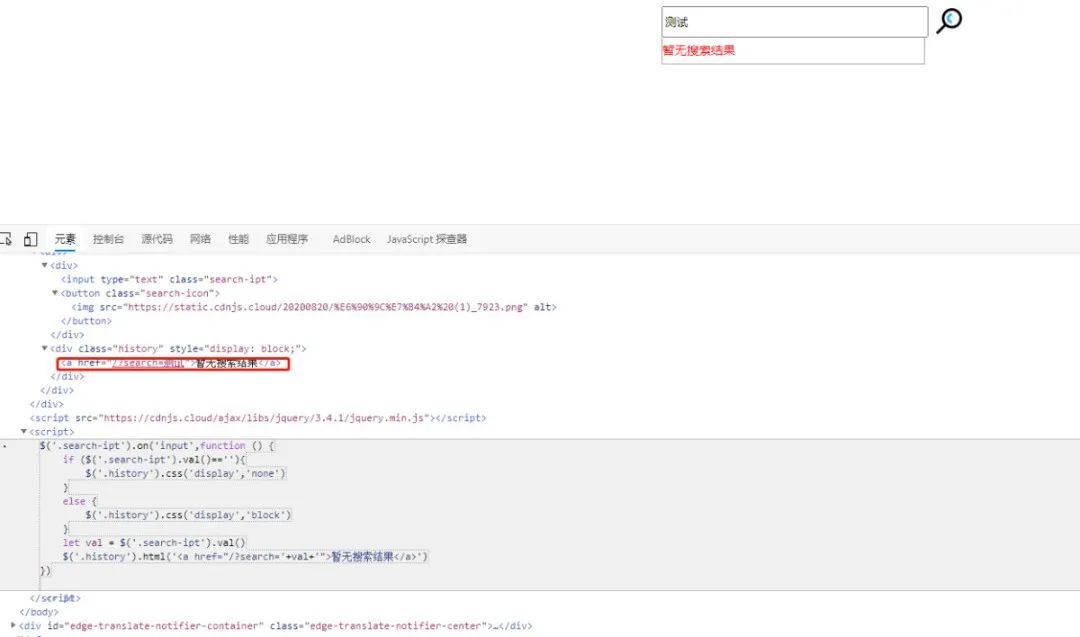 测试
暂无搜索结果
元素 控制台 源代码 网络 性能 应用程序 AdBlock JavaScript 探查器
<div>
<input type="text" class="search-ipt">
<button class="search-icon">
<img src="https://static.cdnjs.cloud/20200820/%E6%90%9C%E7%B4%A2%20(1)_7923.png" alt>
</button>
</div>
<div class="history" style="display: block;">
<a href="/?search=测试">暂无搜索结果</a>
</div>
</div>
</div>
<script src="https://cdnjs.cloud/ajax/libs/jquery/3.4.1/jquery.min.js"></script>
<script>
$('.search-ipt').on('input',function () {
if ($('.search-ipt').val()==''){
$('.history').css('display','none')
}
else {
$('.history').css('display','block')
}
let val = $('.search-ipt').val()
$('.history').html('<a href="/?search='+val+'">暂无搜索结果</a>')
})
</script>
</body>
<div id="edge-translate-notifier-container" class="edge-translate-notifier-center">…</div>